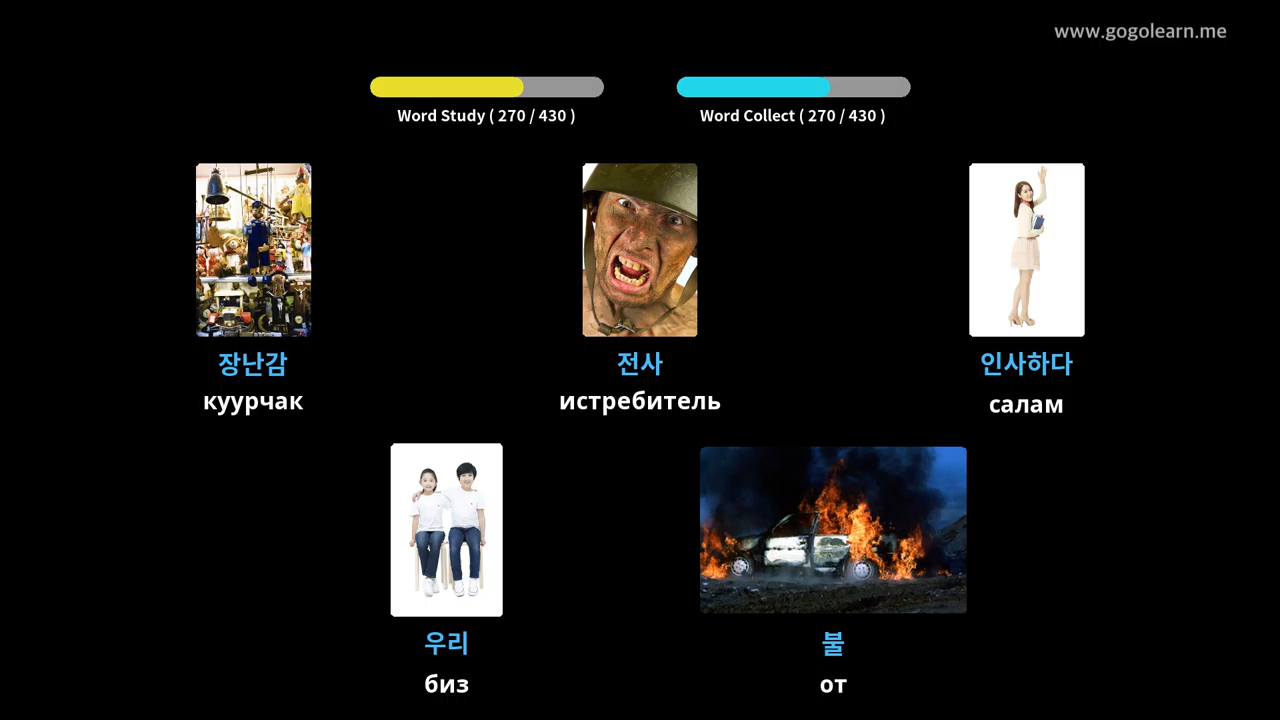 www.gogolearn.me
Word Study ( 270 / 430 )
Word Collect ( 270 / 430 )
장난감
куурчак
전사
истребитель
인사하다
салам
우리
биз
불
от